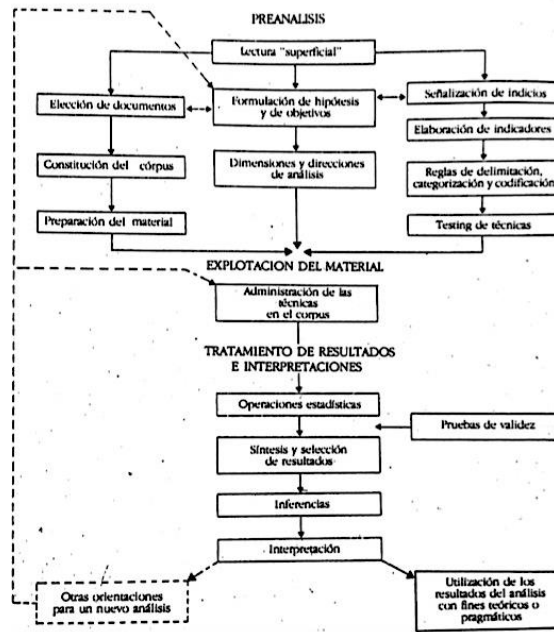 PREANALISIS
Lectura "superficial"
Elección de documentos
Formulación de hipótesis
y de objetivos
Señalización de indicios
Elaboración de indicadores
Constitución del córpus
Dimensiones y direcciones
de análisis
Reglas de delimitación,
categorización y codificación
Preparación del material
Testing de técnicas
EXPLOTACION DEL MATERIAL
Administración de las
técnicas
en el corpus
TRATAMIENTO DE RESULTADOS
E INTERPRETACIONES
Operaciones estadísticas
Pruebas de validez
Síntesis y selección
de resultados
Inferencias
Interpretación
Otras orientaciones
para un nuevo análisis
Utilización de los
resultados del análisis
con fines teóricos o
pragmáticos